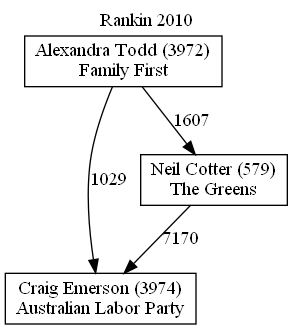 Rankin 2010
Alexandra Todd (3972)
Family First
1607
Neil Cotter (579)
The Greens
1029
7170
Craig Emerson (3974)
Australian Labor Party